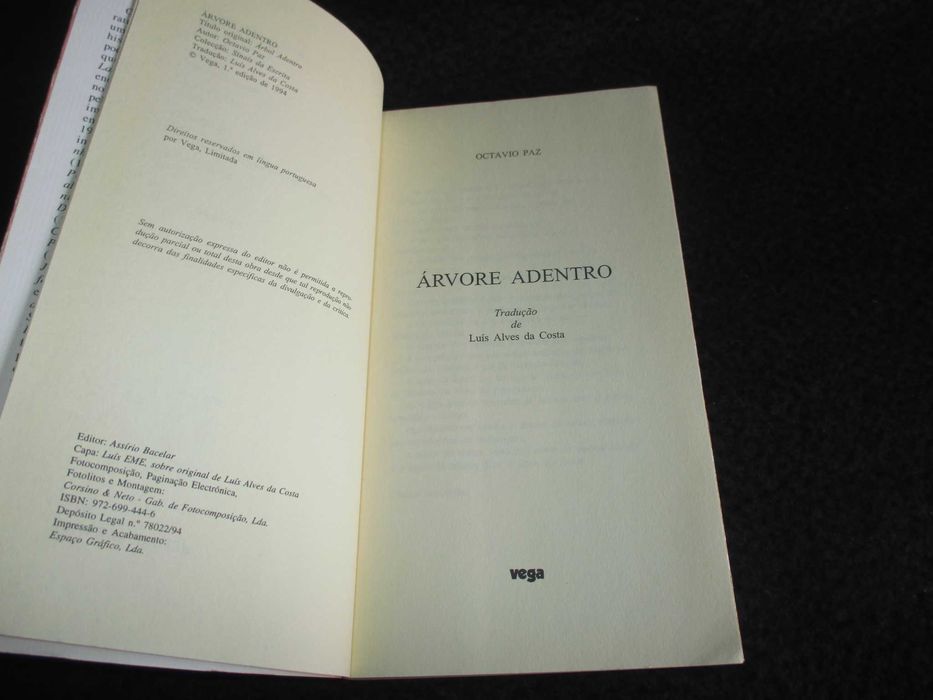 ÁRVORE ADENTRO
Título original: Árbol Adentro
Autor: Octavio Paz
Colecção: Sinais da Escrita
Tradução: Luís Alves da Costa
© Vega, 1.ª edição de 1994
Direitos reservados em língua portuguesa
por Vega, Limitada
Sem autorização expressa do editor não é permitida a repro-
dução parcial ou total desta obra desde que tal reprodução não
decorra das finalidades específicas da divulgação e da crítica.
Editor: Assírio Bacelar
Capa: Luís EME, sobre original de Luís Alves da Costa
Fotocomposição, Paginação Electrónica,
Fotolitos e Montagem:
Corsino & Neto - Gab. de Fotocomposição, Lda.
ISBN: 972-699-444-6
Depósito Legal n.º 78022/94
Impressão e Acabamento:
Espaço Gráfico, Lda.
OCTAVIO PAZ
ÁRVORE ADENTRO
Tradução
de
Luís Alves da Costa
vega